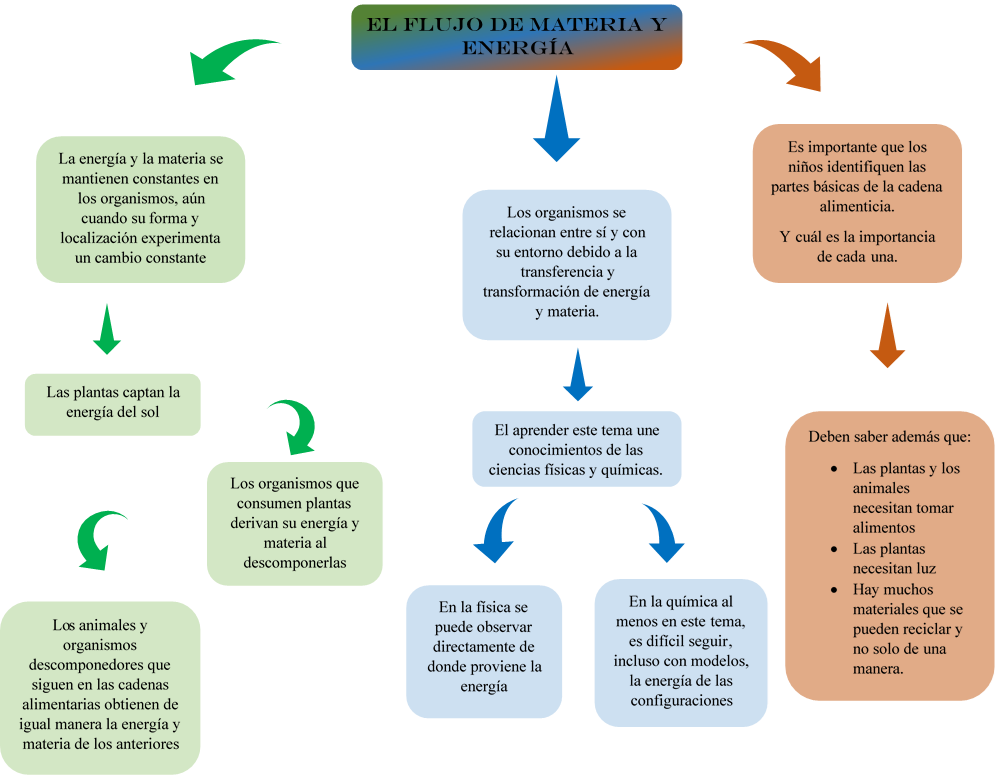 EL FLUJO DE MATERIA Y
ENERGÍA
La energía y la materia se
mantienen constantes en
los organismos, aún
cuando su forma y
localización experimenta
un cambio constante
Las plantas captan la
energía del sol
Los organismos que
consumen plantas
derivan su energía y
materia al
descomponerlas
Los animales y
organismos
descomponedores que
siguen en las cadenas
alimentarias obtienen de
igual manera la energía y
materia de los anteriores
Los organismos se
relacionan entre sí y con
su entorno debido a la
transferencia y
transformación de energía
y materia.
El aprender este tema une
conocimientos de las
ciencias físicas y químicas.
En la física se
puede observar
directamente de
donde proviene la
energía
En la química al
menos en este tema,
es difícil seguir,
incluso con modelos,
la energía de las
configuraciones
Es importante que los
niños identifiquen las
partes básicas de la cadena
alimenticia.
Y cuál es la importancia
de cada una.
Deben saber además que:
• Las plantas y los
animales
necesitan tomar
alimentos
• Las plantas
necesitan luz
• Hay muchos
materiales que se
pueden reciclar y
no solo de una
manera.